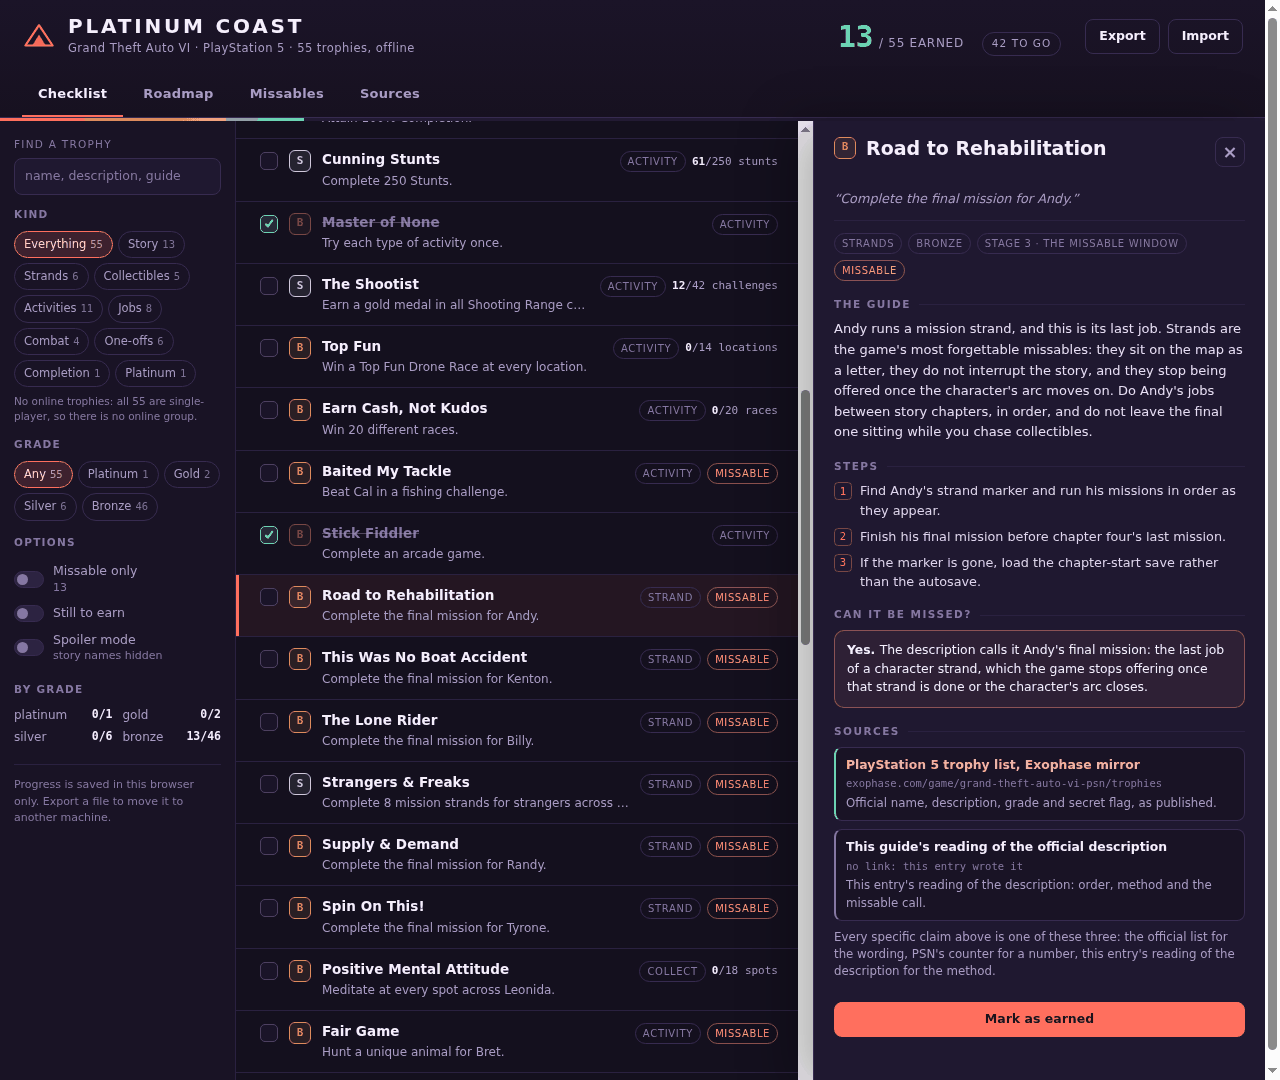 PLATINUM COAST
Grand Theft Auto VI · PlayStation 5 · 55 trophies, offline
13 / 55 EARNED
42 TO GO
Export
Import
Checklist
Roadmap
Missables
Sources
FIND A TROPHY
name, description, guide
KIND
Everything 55
Story 13
Strands 6
Collectibles 5
Activities 11
Jobs 8
Combat 4
One-offs 6
Completion 1
Platinum 1
No online trophies: all 55 are single-
player, so there is no online group.
GRADE
Any 55
Platinum 1
Gold 2
Silver 6
Bronze 46
OPTIONS
Missable only
13
Still to earn
Spoiler mode
story names hidden
BY GRADE
platinum 0/1 gold 0/2
silver 0/6 bronze 13/46
Progress is saved in this browser
only. Export a file to move it to
another machine.
S Cunning Stunts ACTIVITY 61/250 stunts
Complete 250 Stunts.
B Master of None ACTIVITY
Try each type of activity once.
S The Shootist ACTIVITY 12/42 challenges
Earn a gold medal in all Shooting Range c…
B Top Fun ACTIVITY 0/14 locations
Win a Top Fun Drone Race at every location.
B Earn Cash, Not Kudos ACTIVITY 0/20 races
Win 20 different races.
B Baited My Tackle ACTIVITY MISSABLE
Beat Cal in a fishing challenge.
B Stick Fiddler ACTIVITY
Complete an arcade game.
B Road to Rehabilitation STRAND MISSABLE
Complete the final mission for Andy.
B This Was No Boat Accident STRAND MISSABLE
Complete the final mission for Kenton.
B The Lone Rider STRAND MISSABLE
Complete the final mission for Billy.
S Strangers & Freaks STRAND MISSABLE
Complete 8 mission strands for strangers across …
B Supply & Demand STRAND MISSABLE
Complete the final mission for Randy.
B Spin On This! STRAND MISSABLE
Complete the final mission for Tyrone.
B Positive Mental Attitude COLLECT 0/18 spots
Meditate at every spot across Leonida.
B Fair Game ACTIVITY MISSABLE
Hunt a unique animal for Bret.
B Road to Rehabilitation ×
“Complete the final mission for Andy.”
STRANDS
BRONZE
STAGE 3 · THE MISSABLE WINDOW
MISSABLE
THE GUIDE
Andy runs a mission strand, and this is its last job. Strands are
the game's most forgettable missables: they sit on the map as
a letter, they do not interrupt the story, and they stop being
offered once the character's arc moves on. Do Andy's jobs
between story chapters, in order, and do not leave the final
one sitting while you chase collectibles.
STEPS
1 Find Andy's strand marker and run his missions in order as
they appear.
2 Finish his final mission before chapter four's last mission.
3 If the marker is gone, load the chapter-start save rather
than the autosave.
CAN IT BE MISSED?
Yes. The description calls it Andy's final mission: the last job
of a character strand, which the game stops offering once
that strand is done or the character's arc closes.
SOURCES
PlayStation 5 trophy list, Exophase mirror
exophase.com/game/grand-theft-auto-vi-psn/trophies
Official name, description, grade and secret flag, as published.
This guide's reading of the official description
no link: this entry wrote it
This entry's reading of the description: order, method and the
missable call.
Every specific claim above is one of these three: the official list for
the wording, PSN's counter for a number, this entry's reading of the
description for the method.
Mark as earned